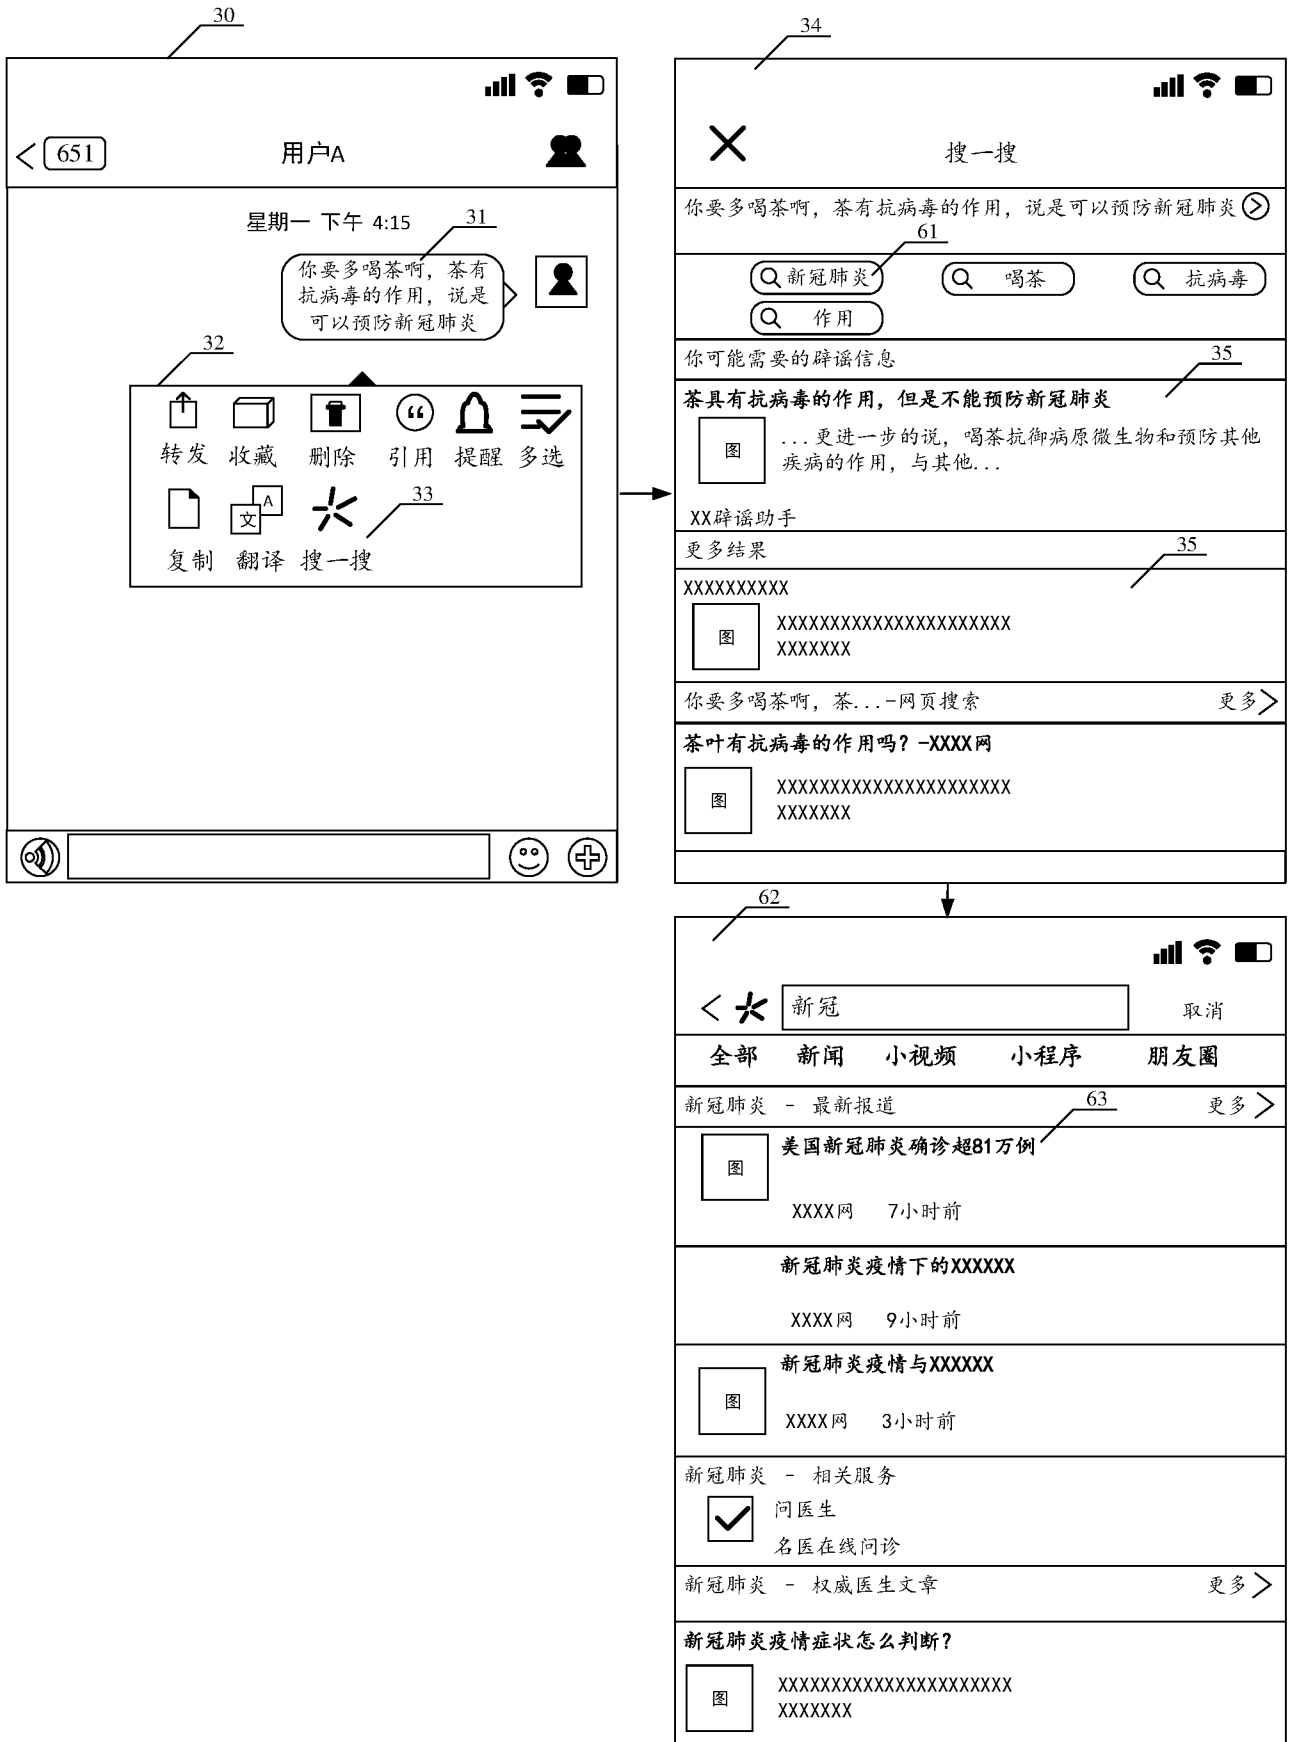 30
651
用户A
星期一 下午 4:15
31
你要多喝茶啊，茶有
抗病毒的作用，说是
可以预防新冠肺炎
32
转发 收藏 删除 引用 提醒 多选
文 A
33
复制 翻译 搜一搜
34
搜一搜
你要多喝茶啊，茶有抗病毒的作用，说是可以预防新冠肺炎
61
新冠肺炎 喝茶 抗病毒
作用
你可能需要的辟谣信息
35
茶具有抗病毒的作用，但是不能预防新冠肺炎
图
...更进一步的说，喝茶抗御病原微生物和预防其他
疾病的作用，与其他...
XX辟谣助手
更多结果
35
XXXXXXXXXX
图
XXXXXXXXXXXXXXXXXXXXXX
XXXXXXX
你要多喝茶啊，茶...-网页搜索 更多
茶叶有抗病毒的作用吗？-XXXX网
图
XXXXXXXXXXXXXXXXXXXXXX
XXXXXXX
62
新冠 取消
全部 新闻 小视频 小程序 朋友圈
新冠肺炎 - 最新报道 更多
63
美国新冠肺炎确诊超81万例
图
XXXX网 7小时前
新冠肺炎疫情下的XXXXXX
XXXX网 9小时前
新冠肺炎疫情与XXXXXX
图
XXXX网 3小时前
新冠肺炎 - 相关服务
问医生
名医在线问诊
新冠肺炎 - 权威医生文章 更多
新冠肺炎疫情症状怎么判断？
图
XXXXXXXXXXXXXXXXXXXXXX
XXXXXXX